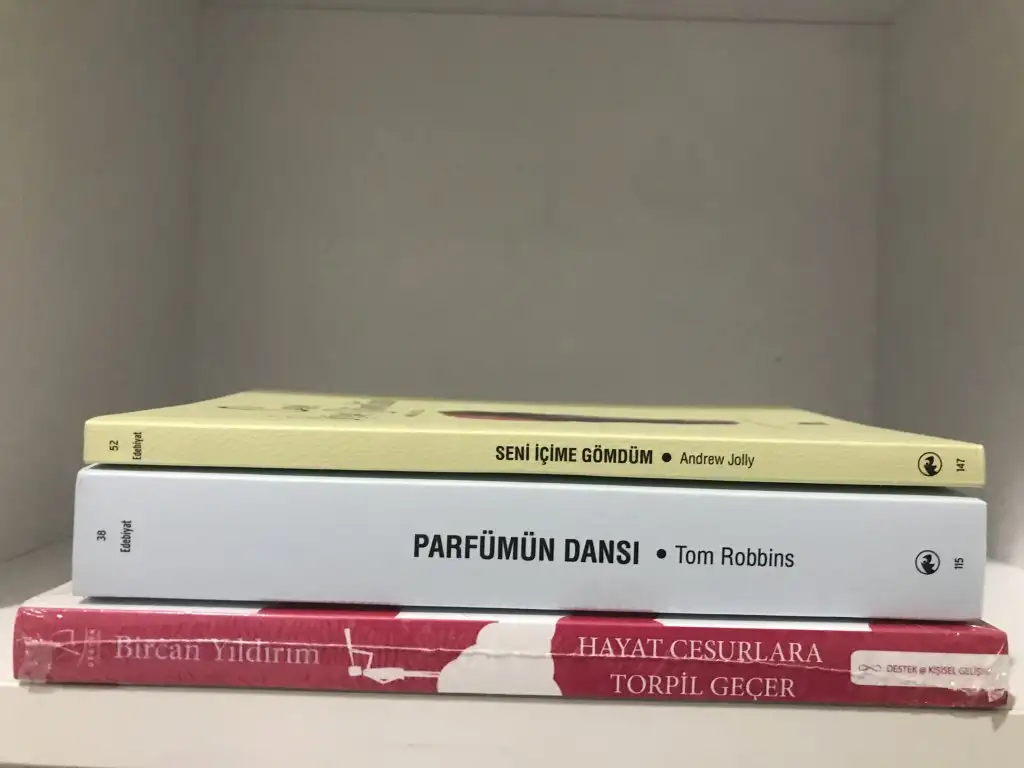 52
Edebiyat
SENİ İÇİME GÖMDÜM • Andrew Jolly
147
38
Edebiyat
PARFÜMÜN DANSI • Tom Robbins
115
Bircan Yıldırım
HAYAT CESURLARA
TORPİL GEÇER
DESTEK KİŞİSEL GELİŞİM